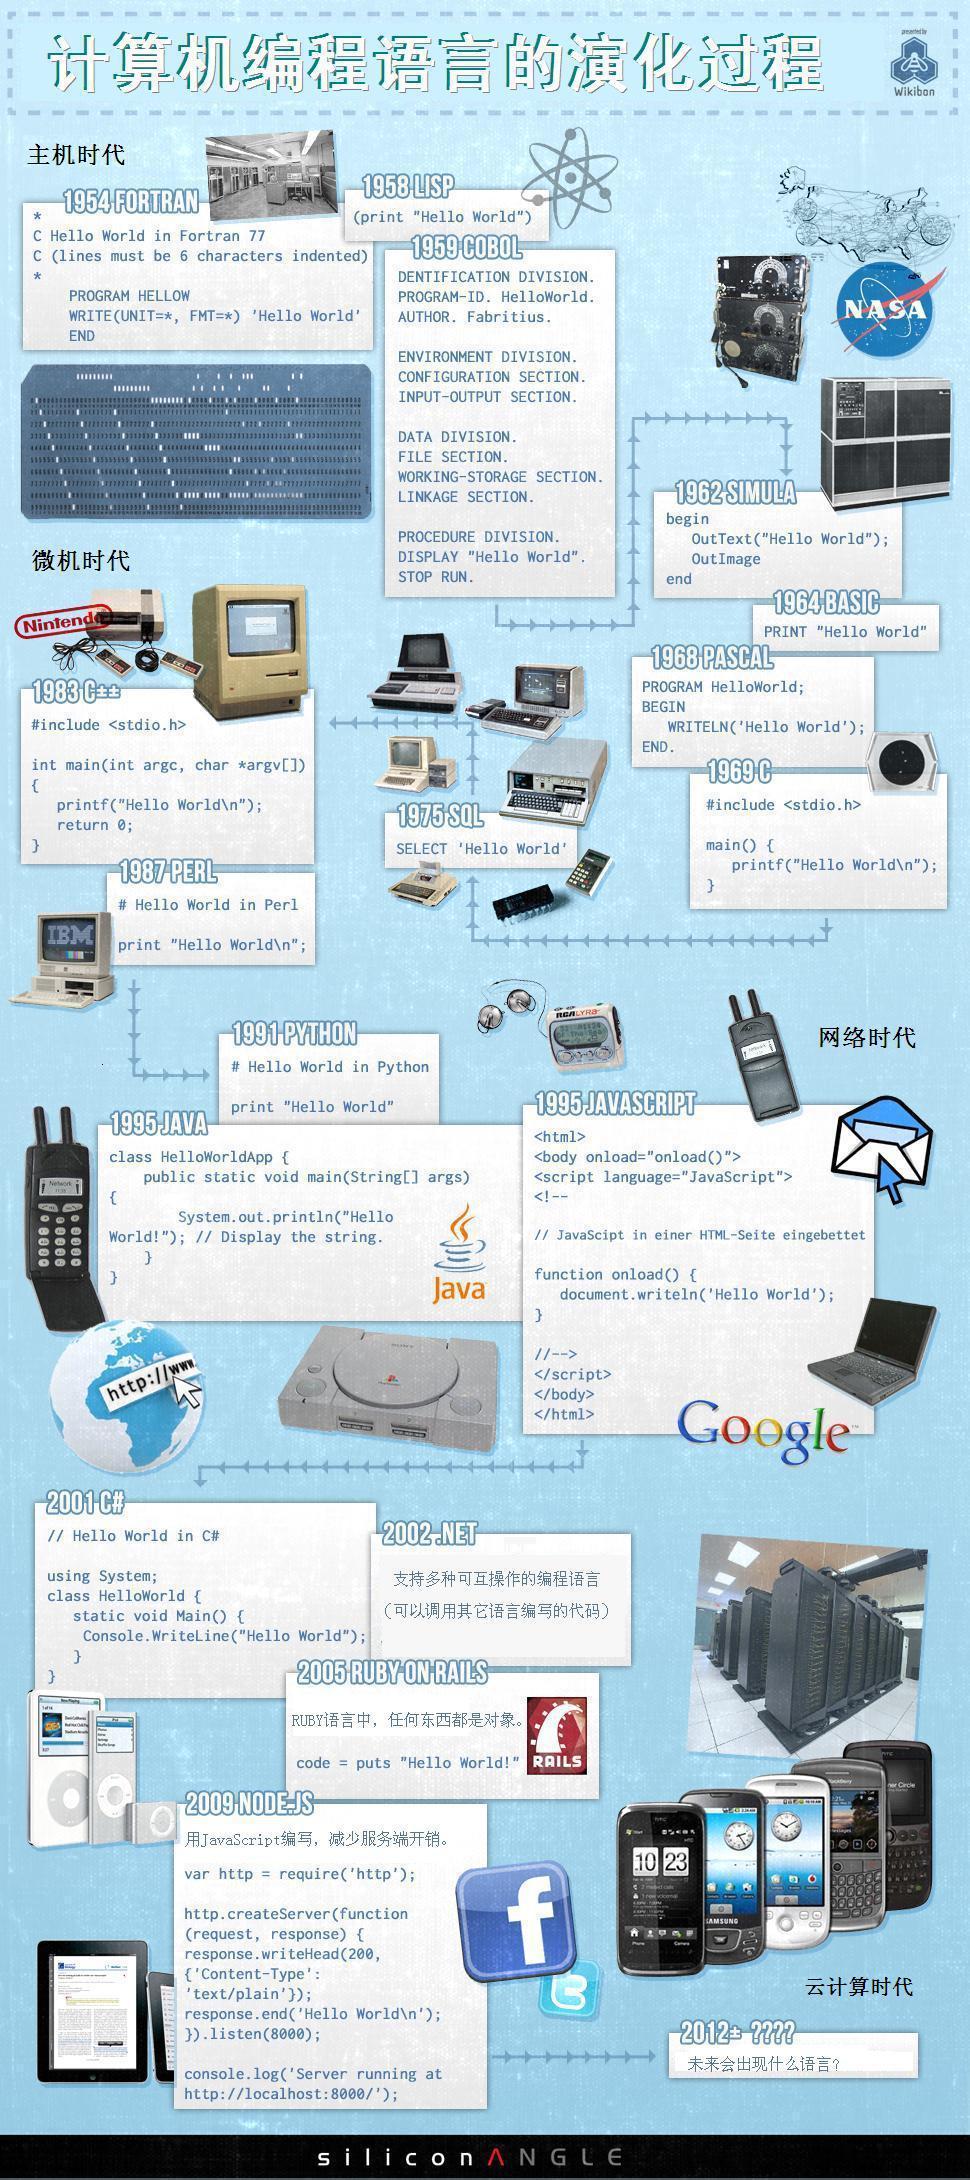 计算机编程语言的演化过程
presented by
Wikibon
主机时代
1954 FORTRAN
*
C Hello World in Fortran 77
C (lines must be 6 characters indented)
*
PROGRAM HELLOW
WRITE(UNIT=*, FMT=*) 'Hello World'
END
1958 LISP
(print "Hello World")
1959 COBOL
DENTIFICATION DIVISION.
PROGRAM-ID. HelloWorld.
AUTHOR. Fabritius.
ENVIRONMENT DIVISION.
CONFIGURATION SECTION.
INPUT-OUTPUT SECTION.
DATA DIVISION.
FILE SECTION.
WORKING-STORAGE SECTION.
LINKAGE SECTION.
PROCEDURE DIVISION.
DISPLAY "Hello World".
STOP RUN.
NASA
1962 SIMULA
begin
OutText("Hello World");
OutImage
end
1964 BASIC
PRINT "Hello World"
1968 PASCAL
PROGRAM HelloWorld;
BEGIN
WRITELN('Hello World');
END.
1969 C
#include <stdio.h>
main() {
printf("Hello World\n");
}
1975 SQL
SELECT 'Hello World'
微机时代
Nintendo
1983 C++
#include <stdio.h>
int main(int argc, char *argv[])
{
printf("Hello World\n");
return 0;
}
1987 PERL
# Hello World in Perl
print "Hello World\n";
IBM
1991 PYTHON
# Hello World in Python
print "Hello World"
RCA LYRA
Network
网络时代
1995 JAVA
class HelloWorldApp {
public static void main(String[] args)
{
System.out.println("Hello
World!"); // Display the string.
}
}
Java
Network
1995 JAVASCRIPT
<html>
<body onload="onload()">
<script language="JavaScript">
<!--
// JavaScipt in einer HTML-Seite eingebettet
function onload() {
document.writeln('Hello World');
}
//-->
</script>
</body>
</html>
http://www.
SONY
Google
2001 C#
// Hello World in C#
using System;
class HelloWorld {
static void Main() {
Console.WriteLine("Hello World");
}
}
2002 .NET
支持多种可互操作的编程语言
（可以调用其它语言编写的代码）
2005 RUBY ON RAILS
RUBY语言中，任何东西都是对象。
code = puts "Hello World!"
RAILS
2009 NODE.JS
用JavaScript编写，减少服务端开销。
var http = require('http');
http.createServer(function
(request, response) {
response.writeHead(200,
{'Content-Type':
'text/plain'});
response.end('Hello World\n');
}).listen(8000);
console.log('Server running at
http://localhost:8000/');
f
t
htc
10 23
SAMSUNG
BlackBerry
云计算时代
2012± ????
未来会出现什么语言?
siliconANGLE